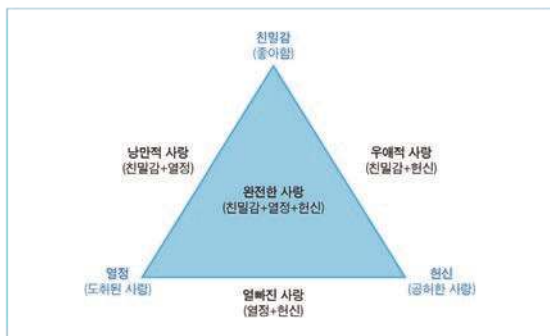 친밀감
(좋아함)
낭만적 사랑
(친밀감+열정)
우애적 사랑
(친밀감+헌신)
완전한 사랑
(친밀감+열정+헌신)
열정
(도취된 사랑)
헌신
(공허한 사랑)
얼빠진 사랑
(열정+헌신)